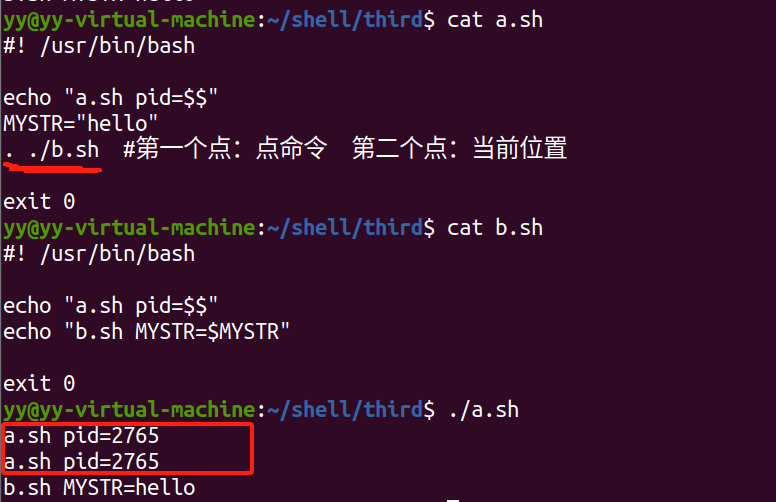 yy@yy-virtual-machine:~/shell/third$ cat a.sh
#! /usr/bin/bash
echo "a.sh pid=$$"
MYSTR="hello"
. ./b.sh  #第一个点：点命令  第二个点：当前位置
exit 0
yy@yy-virtual-machine:~/shell/third$ cat b.sh
#! /usr/bin/bash
echo "a.sh pid=$$"
echo "b.sh MYSTR=$MYSTR"
exit 0
yy@yy-virtual-machine:~/shell/third$ ./a.sh
a.sh pid=2765
a.sh pid=2765
b.sh MYSTR=hello